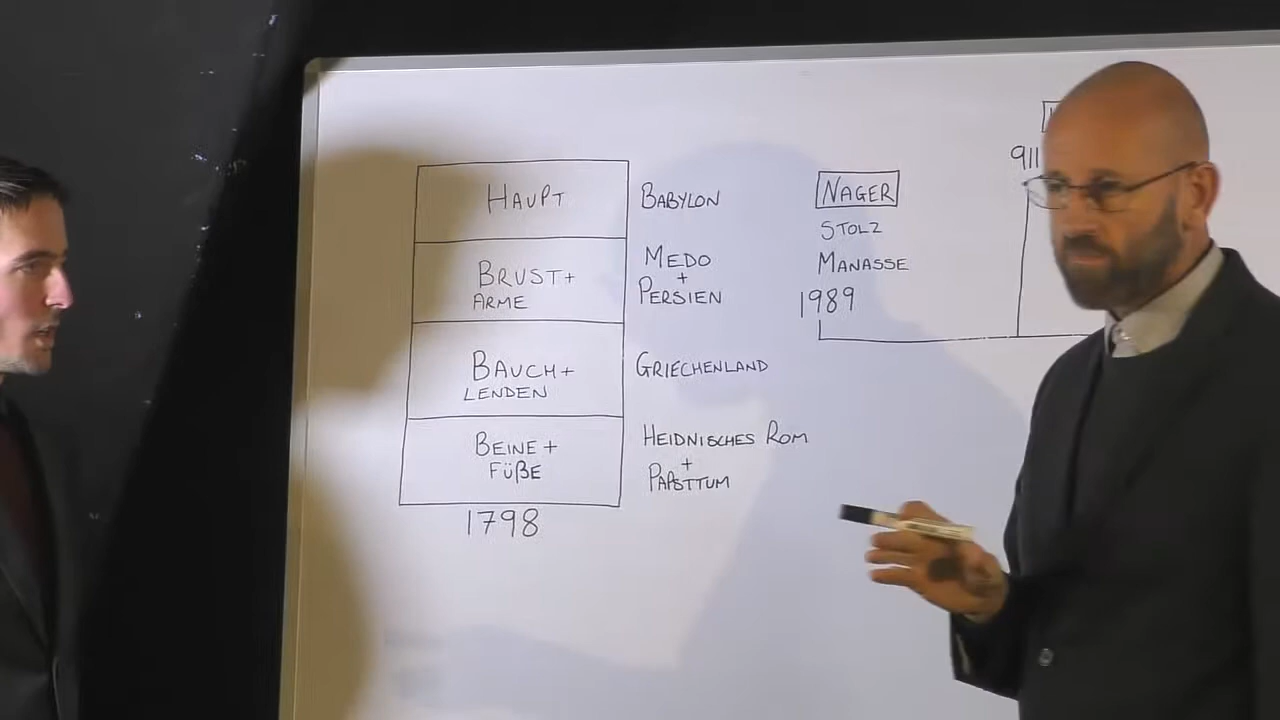 HAUPT
BABYLON
BRUST+
ARME
MEDO
+
PERSIEN
BAUCH+
LENDEN
GRIECHENLAND
BEINE+
FÜßE
HEIDNISCHES ROM
+
PAPSTTUM
1798
NAGER
STOLZ
MANASSE
1989
911